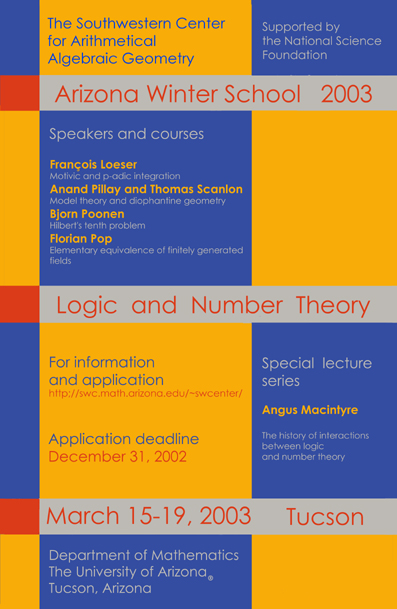 The Southwestern Center
for Arithmetical
Algebraic Geometry
Supported by
the National Science
Foundation
Arizona Winter School 2003
Speakers and courses
François Loeser
Motivic and p-adic integration
Anand Pillay and Thomas Scanlon
Model theory and diophantine geometry
Bjorn Poonen
Hilbert's tenth problem
Florian Pop
Elementary equivalence of finitely generated
fields
Logic and Number Theory
For information
and application
http;//swc.math.arizona.edu/~swcenter/
Application deadline
December 31, 2002
Special lecture
series
Angus Macintyre
The history of interactions
between logic
and number theory
March 15-19, 2003 Tucson
Department of Mathematics
The University of Arizona®
Tucson, Arizona